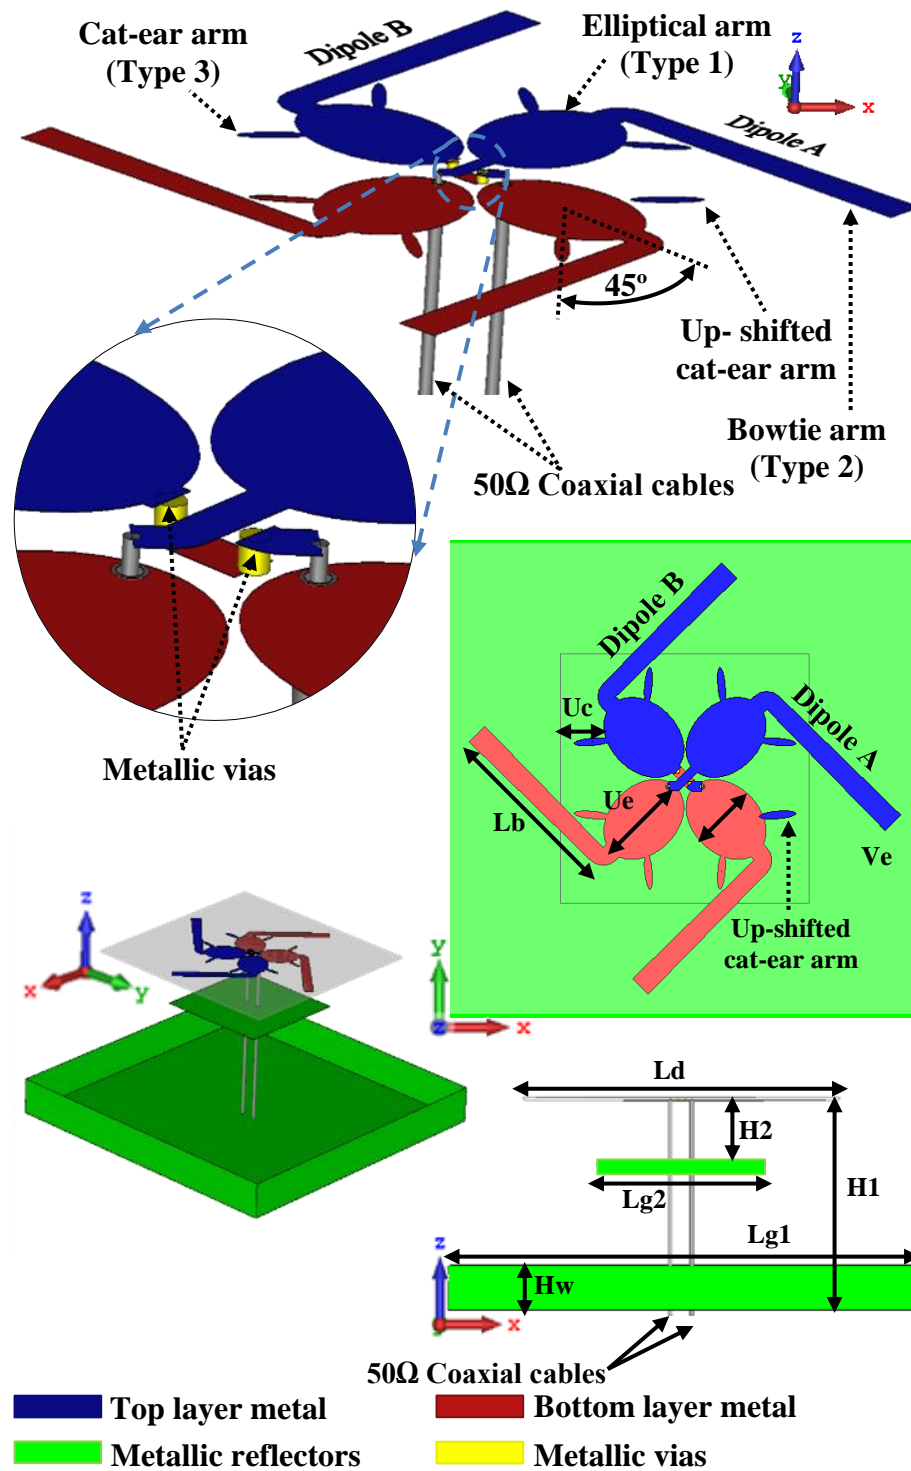 Cat-ear arm
(Type 3)
Dipole B
Elliptical arm
(Type 1)
z
y
x
Dipole A
45º
Up- shifted
cat-ear arm
Bowtie arm
(Type 2)
50Ω Coaxial cables
Metallic vias
Dipole B
Uc
Dipole A
Ue
Lb
Ve
Up-shifted
cat-ear arm
z
x
y
y
z
x
Ld
H2
H1
Lg2
Lg1
z
Hw
x
50Ω Coaxial cables
Top layer metal
Bottom layer metal
Metallic reflectors
Metallic vias